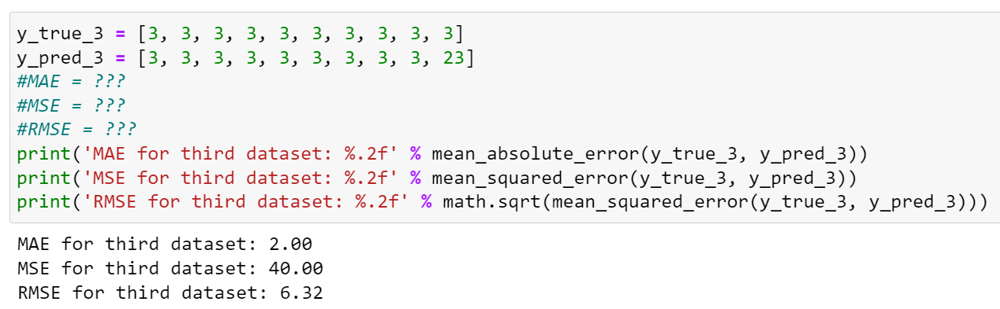 y_true_3 = [3, 3, 3, 3, 3, 3, 3, 3, 3, 3]
y_pred_3 = [3, 3, 3, 3, 3, 3, 3, 3, 3, 23]
#MAE = ???
#MSE = ???
#RMSE = ???
print('MAE for third dataset: %.2f' % mean_absolute_error(y_true_3, y_pred_3))
print('MSE for third dataset: %.2f' % mean_squared_error(y_true_3, y_pred_3))
print('RMSE for third dataset: %.2f' % math.sqrt(mean_squared_error(y_true_3, y_pred_3)))
MAE for third dataset: 2.00
MSE for third dataset: 40.00
RMSE for third dataset: 6.32